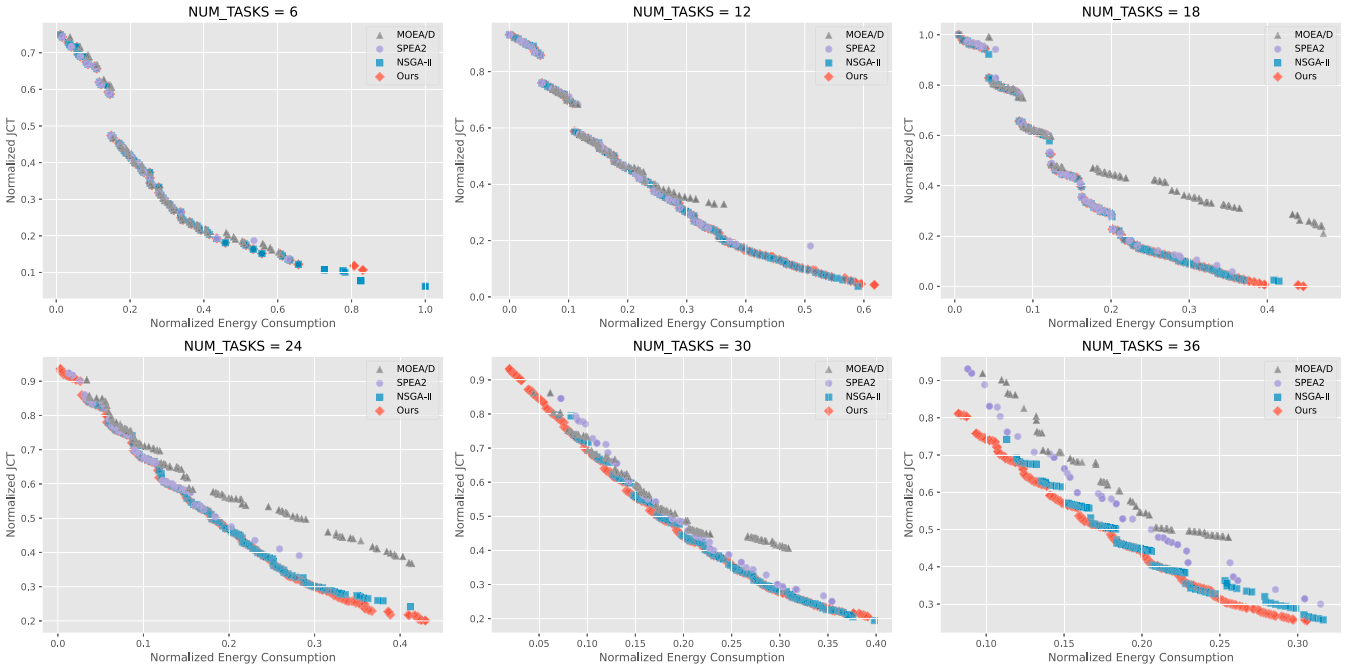 NUM_TASKS = 6
Normalized JCT
0.7
0.6
0.5
0.4
0.3
0.2
0.1
0.0 0.2 0.4 0.6 0.8 1.0
Normalized Energy Consumption
MOEA/D
SPEA2
NSGA-II
Ours
NUM_TASKS = 12
Normalized JCT
0.8
0.6
0.4
0.2
0.0
0.0 0.1 0.2 0.3 0.4 0.5 0.6
Normalized Energy Consumption
MOEA/D
SPEA2
NSGA-II
Ours
NUM_TASKS = 18
Normalized JCT
1.0
0.8
0.6
0.4
0.2
0.0
0.0 0.1 0.2 0.3 0.4
Normalized Energy Consumption
MOEA/D
SPEA2
NSGA-II
Ours
NUM_TASKS = 24
Normalized JCT
0.9
0.8
0.7
0.6
0.5
0.4
0.3
0.2
0.0 0.1 0.2 0.3 0.4
Normalized Energy Consumption
MOEA/D
SPEA2
NSGA-II
Ours
NUM_TASKS = 30
Normalized JCT
0.9
0.8
0.7
0.6
0.5
0.4
0.3
0.2
0.05 0.10 0.15 0.20 0.25 0.30 0.35 0.40
Normalized Energy Consumption
MOEA/D
SPEA2
NSGA-II
Ours
NUM_TASKS = 36
Normalized JCT
0.9
0.8
0.7
0.6
0.5
0.4
0.3
0.10 0.15 0.20 0.25 0.30
Normalized Energy Consumption
MOEA/D
SPEA2
NSGA-II
Ours